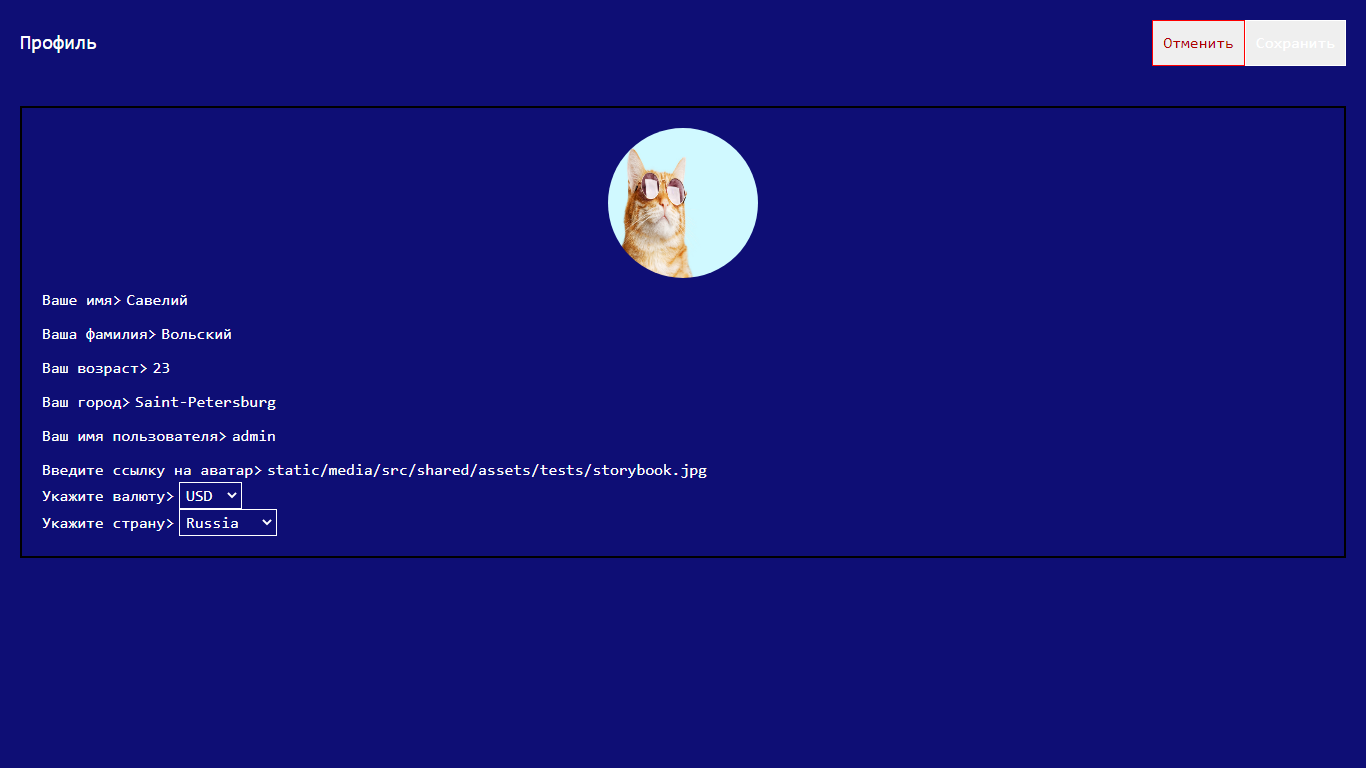 Профиль
Отменить Сохранить
Ваше имя> Савелий
Ваша фамилия> Вольский
Ваш возраст> 23
Ваш город> Saint-Petersburg
Ваш имя пользователя> admin
Введите ссылку на аватар> static/media/src/shared/assets/tests/storybook.jpg
Укажите валюту> USD
Укажите страну> Russia